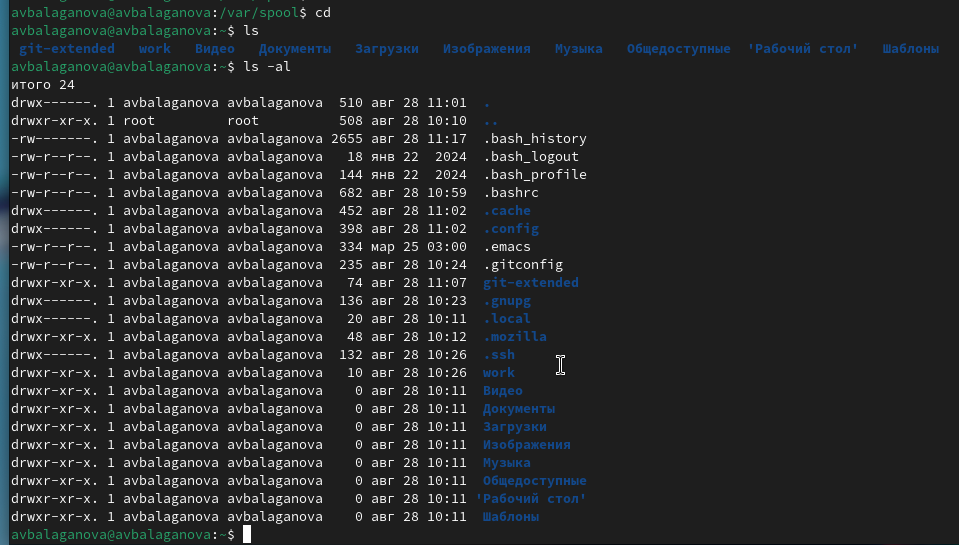 avbalaganova@avbalaganova:/var/spool$ cd
avbalaganova@avbalaganova:~$ ls
git-extended work Видео Документы Загрузки Изображения Музыка Общедоступные 'Рабочий стол' Шаблоны
avbalaganova@avbalaganova:~$ ls -al
итого 24
drwx------. 1 avbalaganova avbalaganova 510 авг 28 11:01 .
drwxr-xr-x. 1 root root 508 авг 28 10:10 ..
-rw-------. 1 avbalaganova avbalaganova 2655 авг 28 11:17 .bash_history
-rw-r--r--. 1 avbalaganova avbalaganova 18 янв 22 2024 .bash_logout
-rw-r--r--. 1 avbalaganova avbalaganova 144 янв 22 2024 .bash_profile
-rw-r--r--. 1 avbalaganova avbalaganova 682 авг 28 10:59 .bashrc
drwx------. 1 avbalaganova avbalaganova 452 авг 28 11:02 .cache
drwx------. 1 avbalaganova avbalaganova 398 авг 28 11:02 .config
-rw-r--r--. 1 avbalaganova avbalaganova 334 мар 25 03:00 .emacs
-rw-r--r--. 1 avbalaganova avbalaganova 235 авг 28 10:24 .gitconfig
drwxr-xr-x. 1 avbalaganova avbalaganova 74 авг 28 11:07 git-extended
drwx------. 1 avbalaganova avbalaganova 136 авг 28 10:23 .gnupg
drwx------. 1 avbalaganova avbalaganova 20 авг 28 10:11 .local
drwxr-xr-x. 1 avbalaganova avbalaganova 48 авг 28 10:12 .mozilla
drwx------. 1 avbalaganova avbalaganova 132 авг 28 10:26 .ssh
drwxr-xr-x. 1 avbalaganova avbalaganova 10 авг 28 10:26 work
drwxr-xr-x. 1 avbalaganova avbalaganova 0 авг 28 10:11 Видео
drwxr-xr-x. 1 avbalaganova avbalaganova 0 авг 28 10:11 Документы
drwxr-xr-x. 1 avbalaganova avbalaganova 0 авг 28 10:11 Загрузки
drwxr-xr-x. 1 avbalaganova avbalaganova 0 авг 28 10:11 Изображения
drwxr-xr-x. 1 avbalaganova avbalaganova 0 авг 28 10:11 Музыка
drwxr-xr-x. 1 avbalaganova avbalaganova 0 авг 28 10:11 Общедоступные
drwxr-xr-x. 1 avbalaganova avbalaganova 0 авг 28 10:11 'Рабочий стол'
drwxr-xr-x. 1 avbalaganova avbalaganova 0 авг 28 10:11 Шаблоны
avbalaganova@avbalaganova:~$